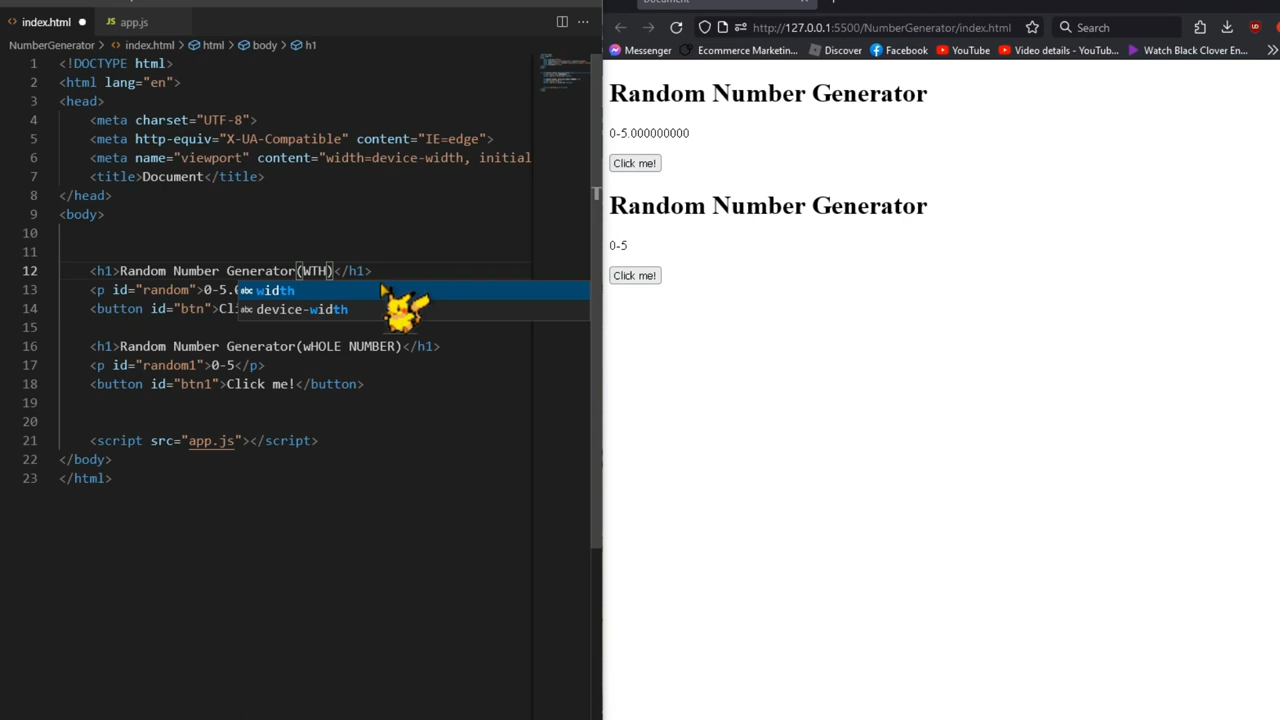 index.html
app.js
NumberGenerator > index.html > html > body > h1
1 <!DOCTYPE html>
2 <html lang="en">
3 <head>
4 <meta charset="UTF-8">
5 <meta http-equiv="X-UA-Compatible" content="IE=edge">
6 <meta name="viewport" content="width=device-width, initial
7 <title>Document</title>
8 </head>
9 <body>
10
11
12 <h1>Random Number Generator(WTH)</h1>
13 <p id="random">0-5.
width
14 <button id="btn">Cl
device-width
15
16 <h1>Random Number Generator(wHOLE NUMBER)</h1>
17 <p id="random1">0-5</p>
18 <button id="btn1">Click me!</button>
19
20
21 <script src="app.js"></script>
22 </body>
23 </html>
http://127.0.0.1:5500/NumberGenerator/index.html
Search
Messenger Ecommerce Marketin... Discover Facebook YouTube Video details - YouT... Watch Black Clover En...
Random Number Generator
0-5.000000000
Click me!
Random Number Generator
0-5
Click me!